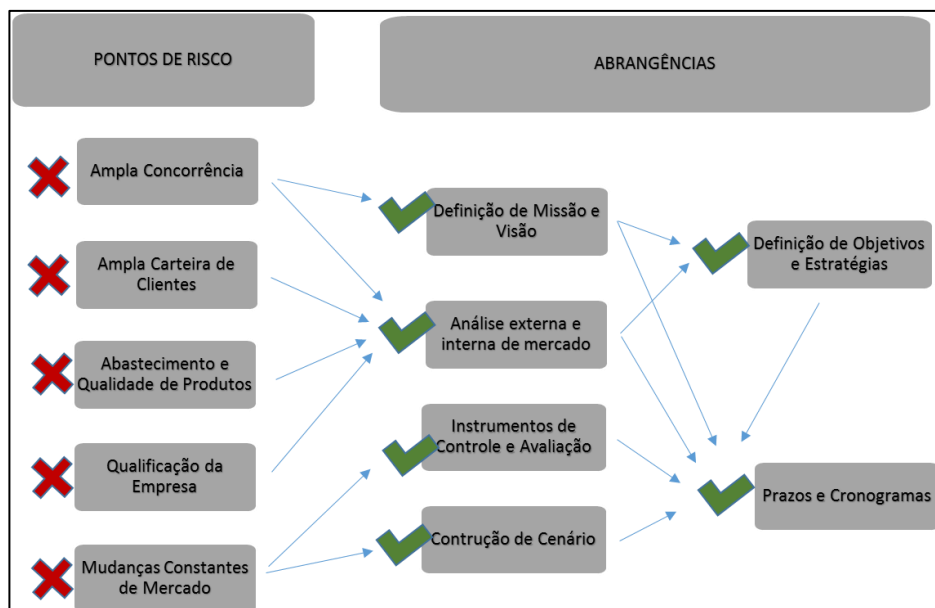 PONTOS DE RISCO
ABRANGÊNCIAS
Ampla Concorrência
Ampla Carteira de
Clientes
Abastecimento e
Qualidade de Produtos
Qualificação da
Empresa
Mudanças Constantes
de Mercado
Definição de Missão e
Visão
Análise externa e
interna de mercado
Instrumentos de
Controle e Avaliação
Contrução de Cenário
Definição de Objetivos
e Estratégias
Prazos e Cronogramas